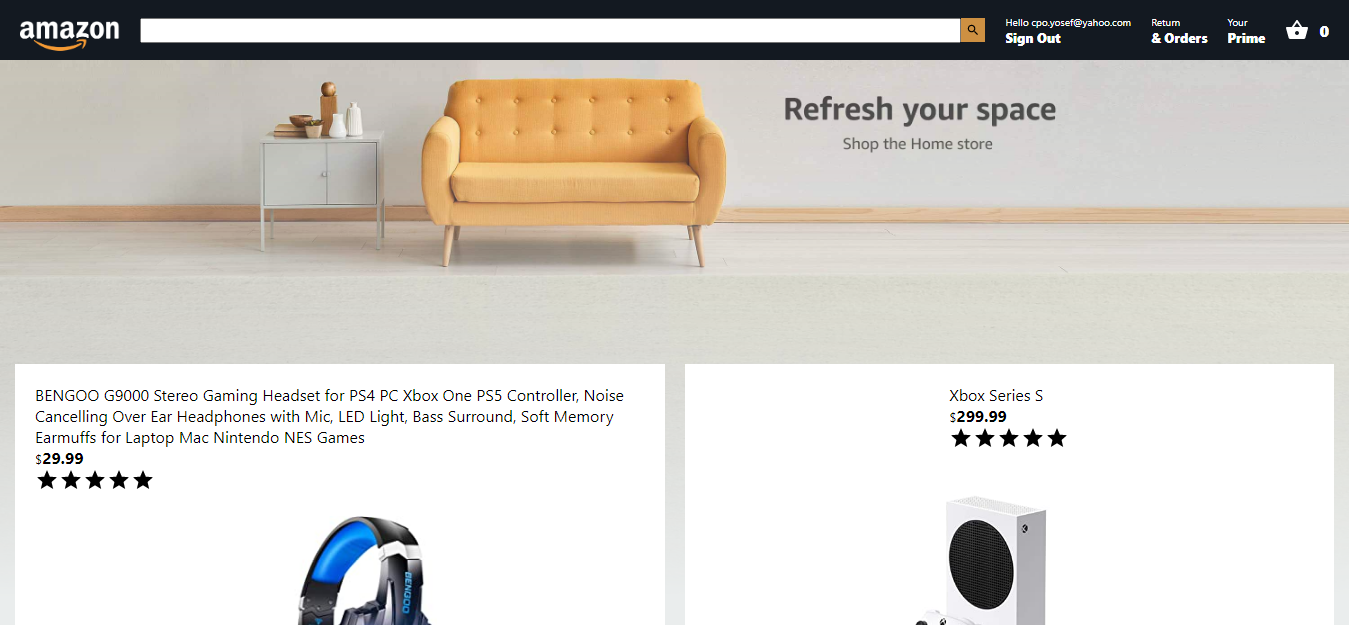 amazon
Hello cpo.yosef@yahoo.com
Sign Out
Return
& Orders
Your
Prime
0
Refresh your space
Shop the Home store
BENGOO G9000 Stereo Gaming Headset for PS4 PC Xbox One PS5 Controller, Noise
Cancelling Over Ear Headphones with Mic, LED Light, Bass Surround, Soft Memory
Earmuffs for Laptop Mac Nintendo NES Games
$29.99
Xbox Series S
$299.99
BENGOO